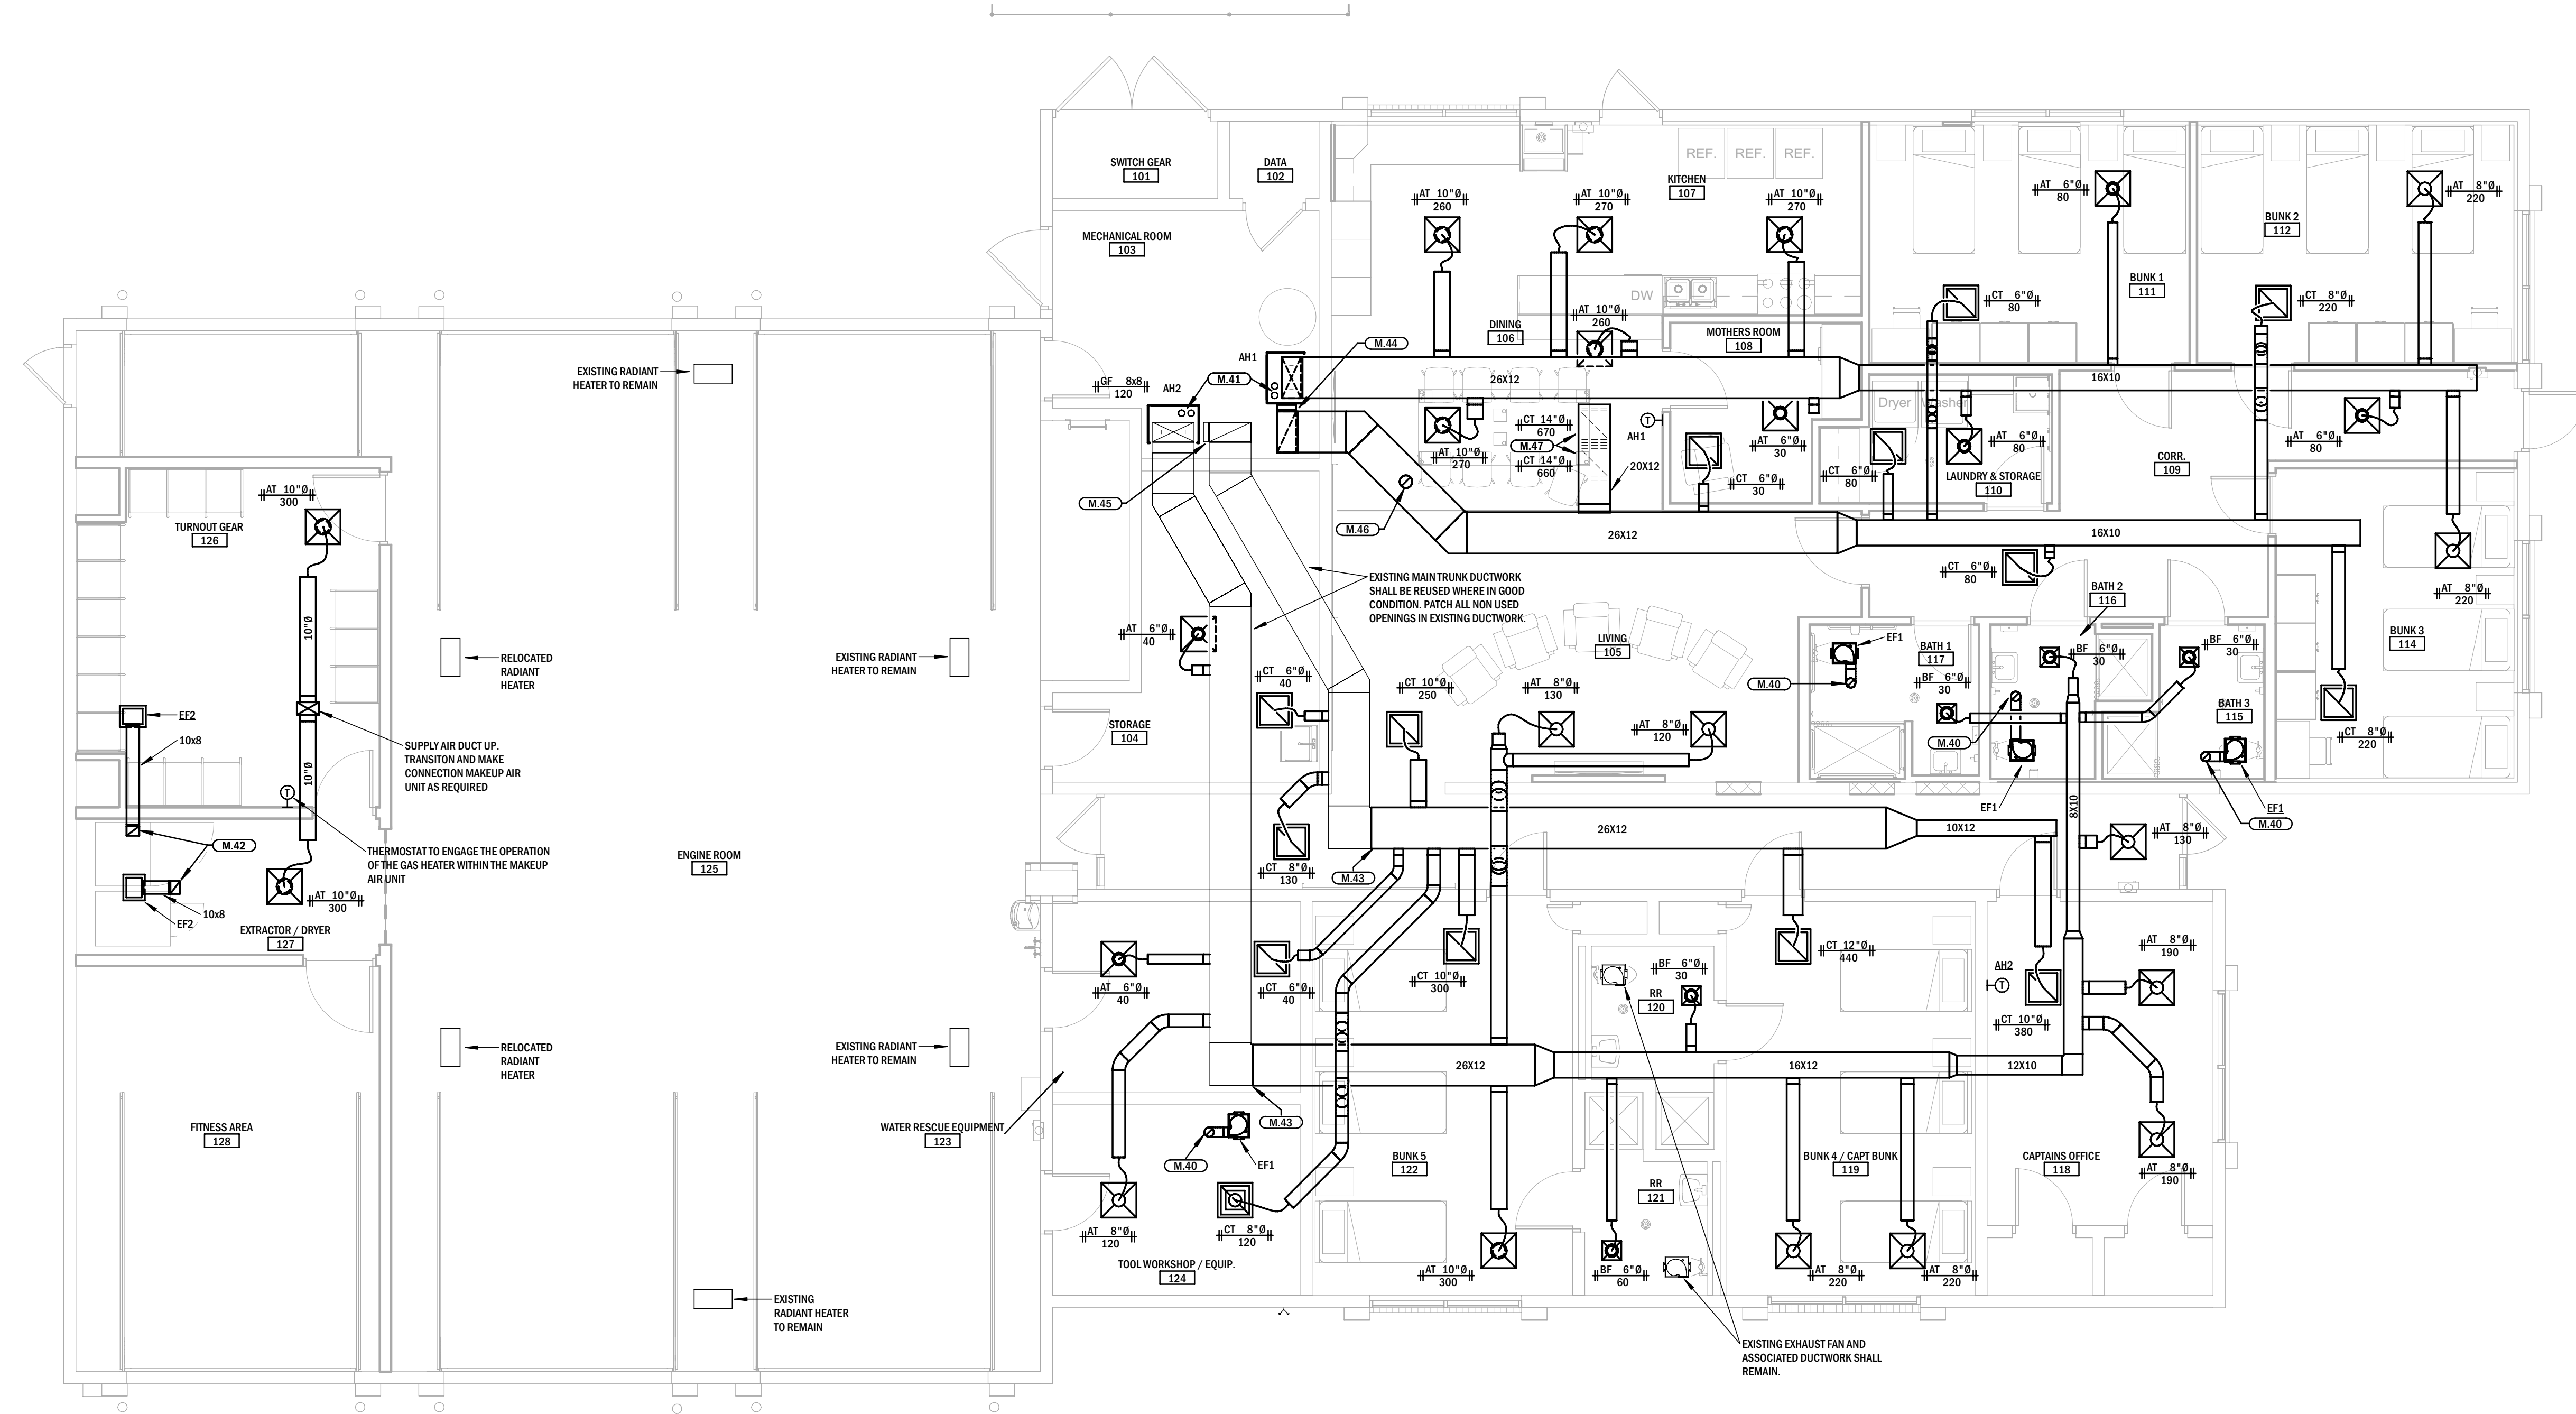 SWITCH GEAR
101
DATA
102
MECHANICAL ROOM
103
AT 10"Ø
260
AT 10"Ø
270
KITCHEN
107
REF.
REF.
REF.
AT 10"Ø
270
AT 6"Ø
80
AT 8"Ø
220
BUNK 2
112
BUNK 1
111
DW
CT 6"Ø
80
CT 8"Ø
220
AT 10"Ø
260
DINING
106
MOTHERS ROOM
108
M.44
AH1
M.41
AH2
GF 8x8
120
26X12
16X10
Dryer
Washer
EXISTING RADIANT
HEATER TO REMAIN
CT 14"Ø
670
M.47
CT 14"Ø
660
AH1
T
20X12
AT 10"Ø
270
AT 6"Ø
30
CT 6"Ø
30
CT 6"Ø
80
AT 6"Ø
80
LAUNDRY & STORAGE
110
CORR.
109
AT 6"Ø
80
M.45
M.46
26X12
16X10
AT 10"Ø
300
TURNOUT GEAR
126
EXISTING MAIN TRUNK DUCTWORK
SHALL BE REUSED WHERE IN GOOD
CONDITION. PATCH ALL NON USED
OPENINGS IN EXISTING DUCTWORK.
CT 6"Ø
80
BATH 2
116
AT 8"Ø
220
BUNK 3
114
10"Ø
RELOCATED
RADIANT
HEATER
EXISTING RADIANT
HEATER TO REMAIN
AT 6"Ø
40
CT 6"Ø
40
LIVING
105
CT 10"Ø
250
AT 8"Ø
130
AT 8"Ø
120
EF1
M.40
BATH 1
117
BF 6"Ø
30
BF 6"Ø
30
BF 6"Ø
30
BATH 3
115
M.40
CT 8"Ø
220
EF2
10x8
SUPPLY AIR DUCT UP.
TRANSITON AND MAKE
CONNECTION MAKEUP AIR
UNIT AS REQUIRED
10"Ø
T
STORAGE
104
EF1
EF1
M.40
8X10
M.42
THERMOSTAT TO ENGAGE THE OPERATION
OF THE GAS HEATER WITHIN THE MAKEUP
AIR UNIT
ENGINE ROOM
125
CT 8"Ø
130
M.43
26X12
10X12
AT 8"Ø
130
10x8
EF2
AT 10"Ø
300
EXTRACTOR / DRYER
127
AT 6"Ø
40
CT 6"Ø
40
CT 10"Ø
300
BF 6"Ø
30
RR
120
CT 12"Ø
440
AH2
T
AT 8"Ø
190
CT 10"Ø
380
RELOCATED
RADIANT
HEATER
EXISTING RADIANT
HEATER TO REMAIN
26X12
16X12
12X10
FITNESS AREA
128
WATER RESCUE EQUIPMENT
123
M.43
M.40
EF1
BUNK 5
122
RR
121
BUNK 4 / CAPT BUNK
119
CAPTAINS OFFICE
118
AT 8"Ø
190
AT 8"Ø
120
CT 8"Ø
120
TOOL WORKSHOP / EQUIP.
124
AT 10"Ø
300
BF 6"Ø
60
AT 8"Ø
220
AT 8"Ø
220
EXISTING
RADIANT HEATER
TO REMAIN
EXISTING EXHAUST FAN AND
ASSOCIATED DUCTWORK SHALL
REMAIN.